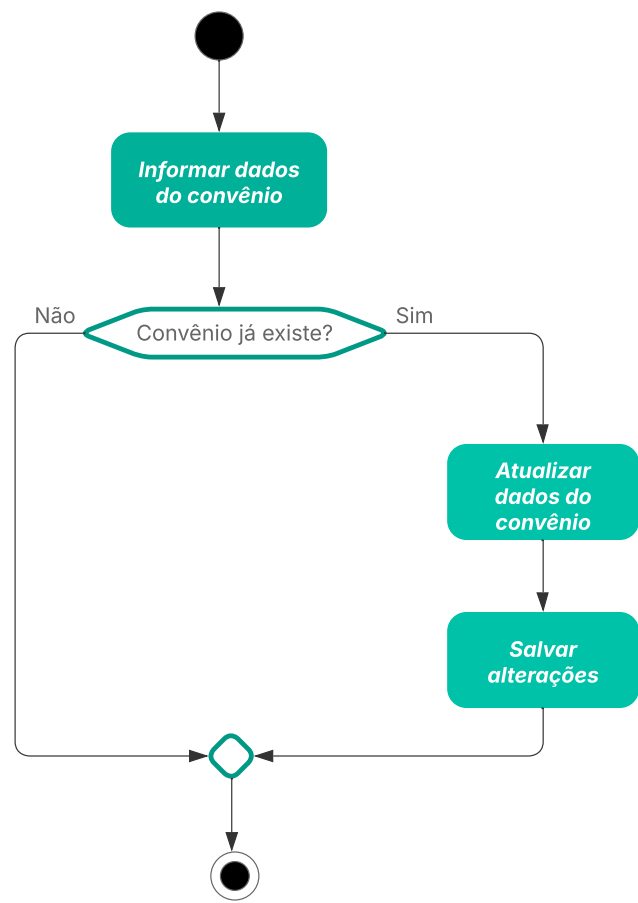 Informar dados
do convênio
Não
Convênio já existe?
Sim
Atualizar
dados do
convênio
Salvar
alterações